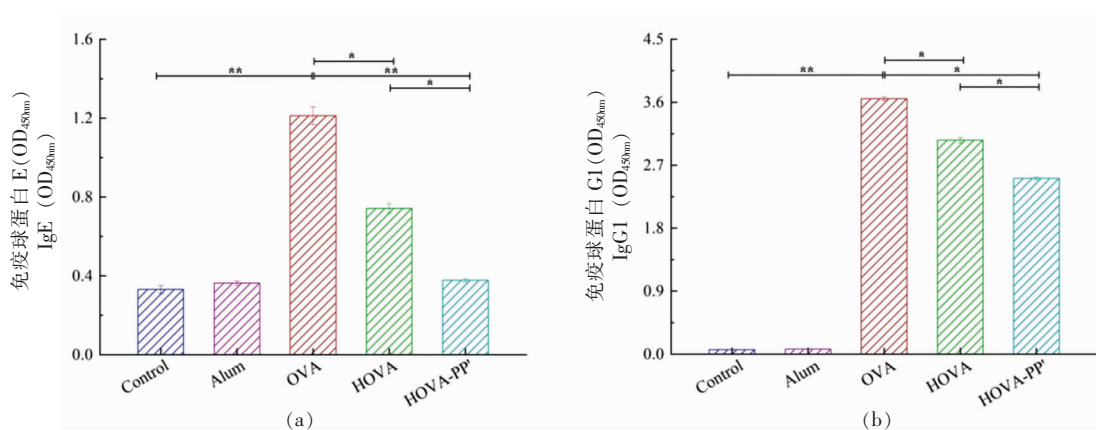 免疫球蛋白 E(OD450nm)
IgE (OD450nm)
1.6
1.2
0.8
0.4
0.0
*
** **
*
Control Alum OVA HOVA HOVA-PP'
(a)
免疫球蛋白 G1(OD450nm)
IgG1 (OD450nm)
4.5
3.6
2.7
1.8
0.9
0.0
*
** *
*
Control Alum OVA HOVA HOVA-PP'
(b)